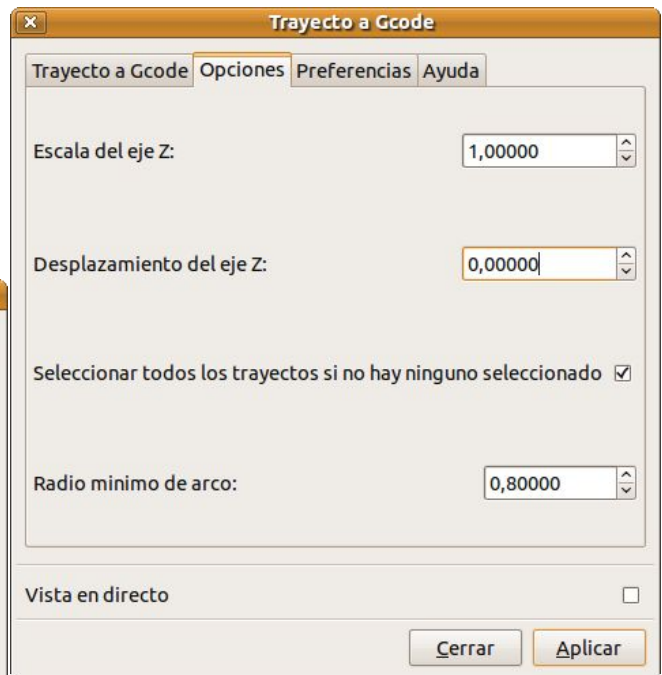 Trayecto a Gcode
Trayecto a Gcode Opciones Preferencias Ayuda
Escala del eje Z: 1,00000
Desplazamiento del eje Z: 0,00000
Seleccionar todos los trayectos si no hay ninguno seleccionado
Radio minimo de arco: 0,80000
Vista en directo
Cerrar Aplicar